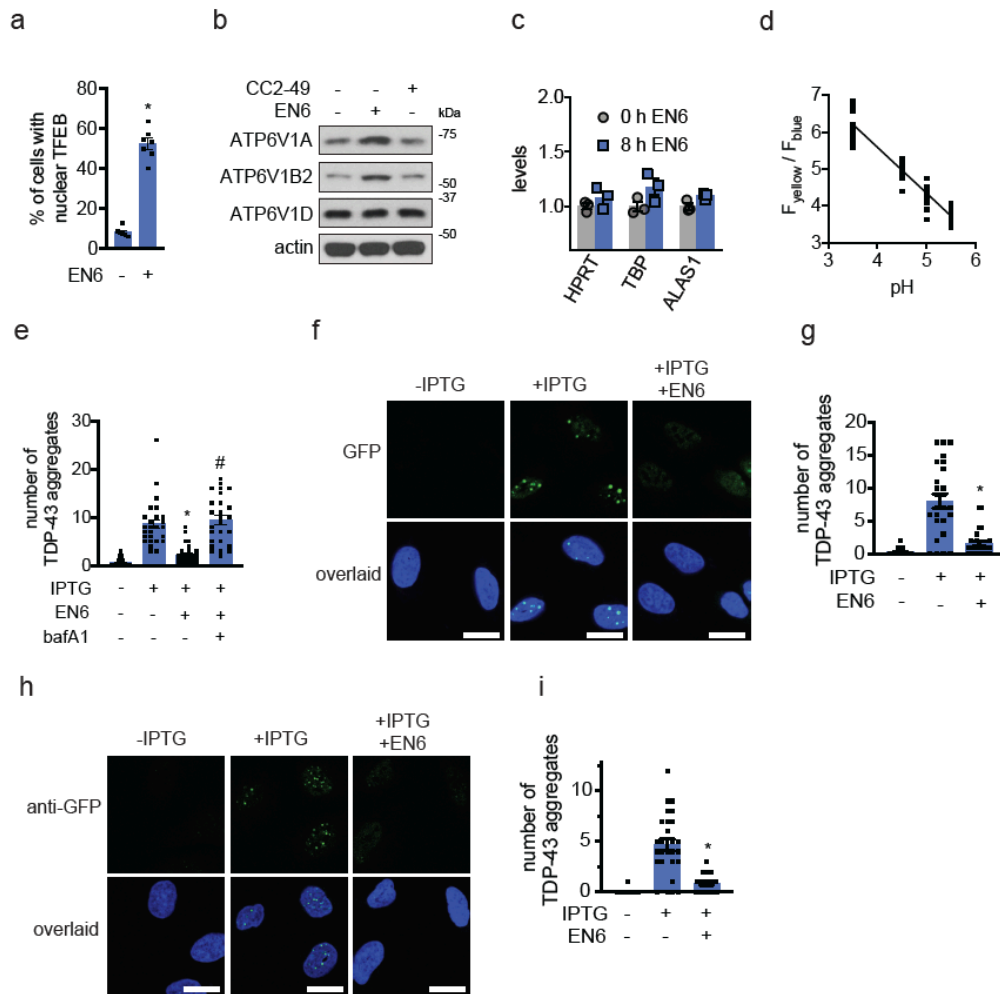 a
% of cells with
nuclear TFEB
80
60
40
20
0
*
EN6 - +
b
CC2-49 - - +
EN6 - + -
kDa
ATP6V1A
-75
ATP6V1B2
-50
-37
ATP6V1D
actin
-50
c
levels
2.0
1.5
1.0
0 h EN6
8 h EN6
HPRT
TBP
ALAS1
d
F yellow / F blue
7
6
5
4
3
3 4 5 6
pH
e
number of
TDP-43 aggregates
30
20
10
0
*
#
IPTG - + + +
EN6 - - + +
bafA1 - - - +
f
-IPTG
+IPTG
+IPTG
+EN6
GFP
overlaid
g
number of
TDP-43 aggregates
20
15
10
5
0
*
IPTG - + +
EN6 - - +
h
-IPTG
+IPTG
+IPTG
+EN6
anti-GFP
overlaid
i
number of
TDP-43 aggregates
10
5
0
*
IPTG - + +
EN6 - - +